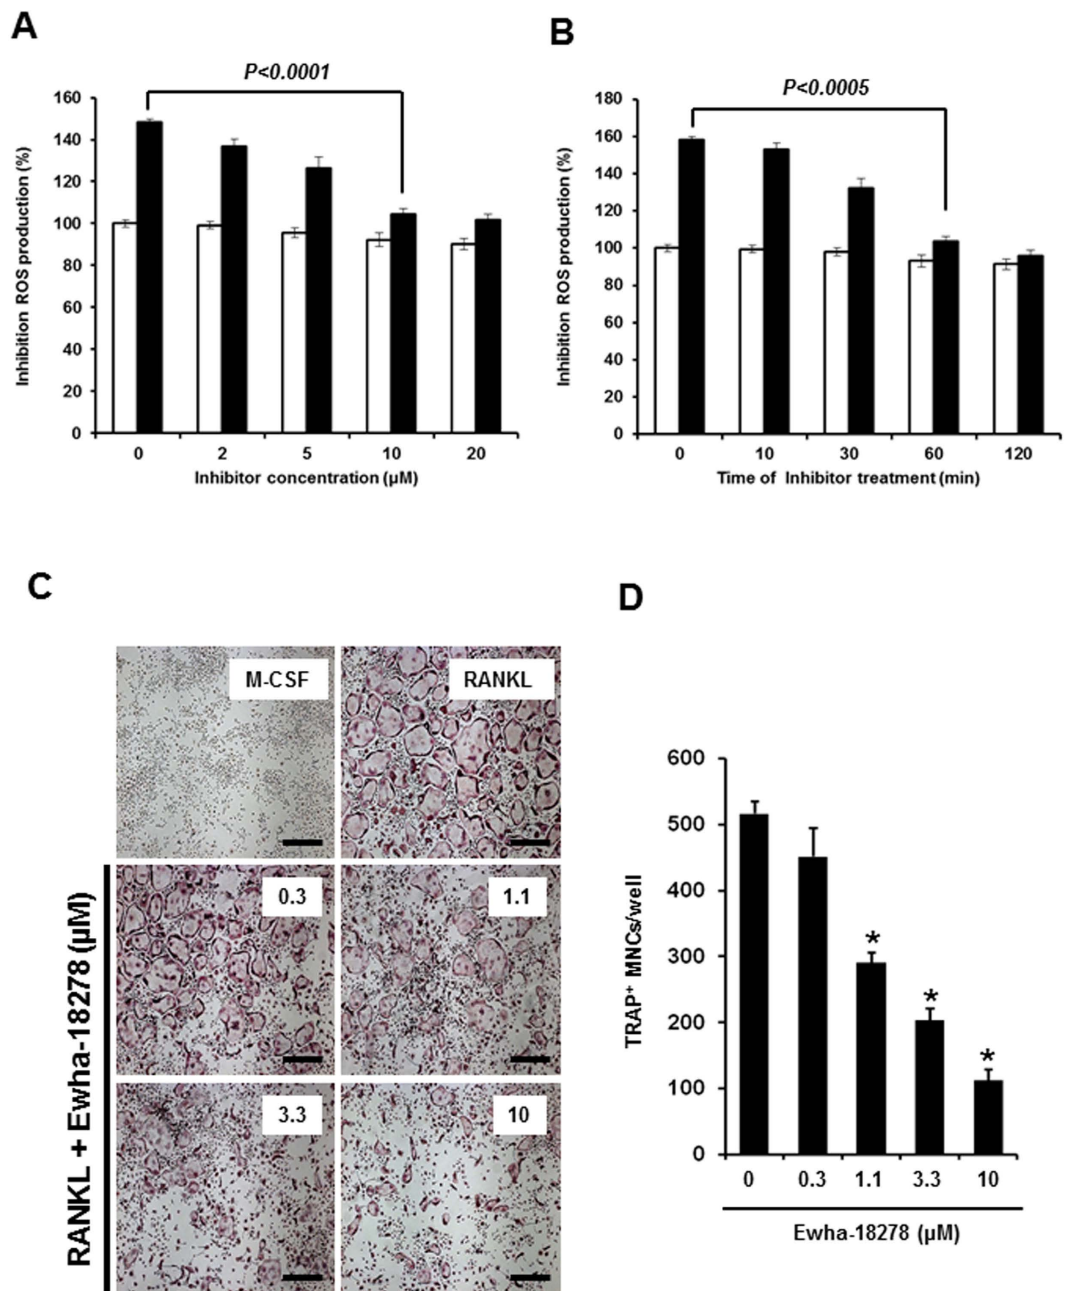 A
P<0.0001
Inhibition ROS production (%)
160
140
120
100
80
60
40
20
0
0 2 5 10 20
Inhibitor concentration (µM)
B
P<0.0005
Inhibition ROS production (%)
180
160
140
120
100
80
60
40
20
0
0 10 30 60 120
Time of Inhibitor treatment (min)
C
M-CSF
RANKL
RANKL + Ewha-18278 (µM)
0.3
1.1
3.3
10
D
TRAP⁺ MNCs/well
600
500
400
300
200
100
0
* * *
0 0.3 1.1 3.3 10
Ewha-18278 (µM)